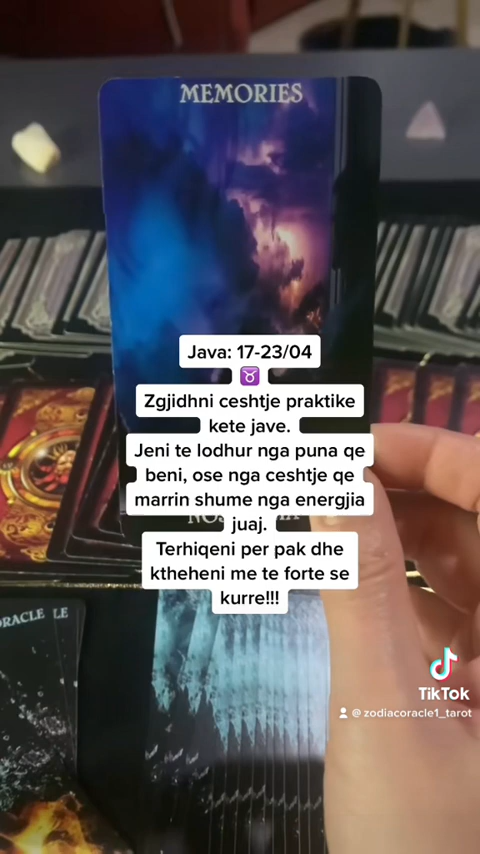 MEMORIES
Java: 17-23/04
♉
Zgjidhni ceshtje praktike
kete jave.
Jeni te lodhur nga puna qe
beni, ose nga ceshtje qe
marrin shume nga energjia
juaj.
Terhiqeni per pak dhe
ktheheni me te forte se
kurre!!!
TikTok
@ zodiacoracle1_tarot